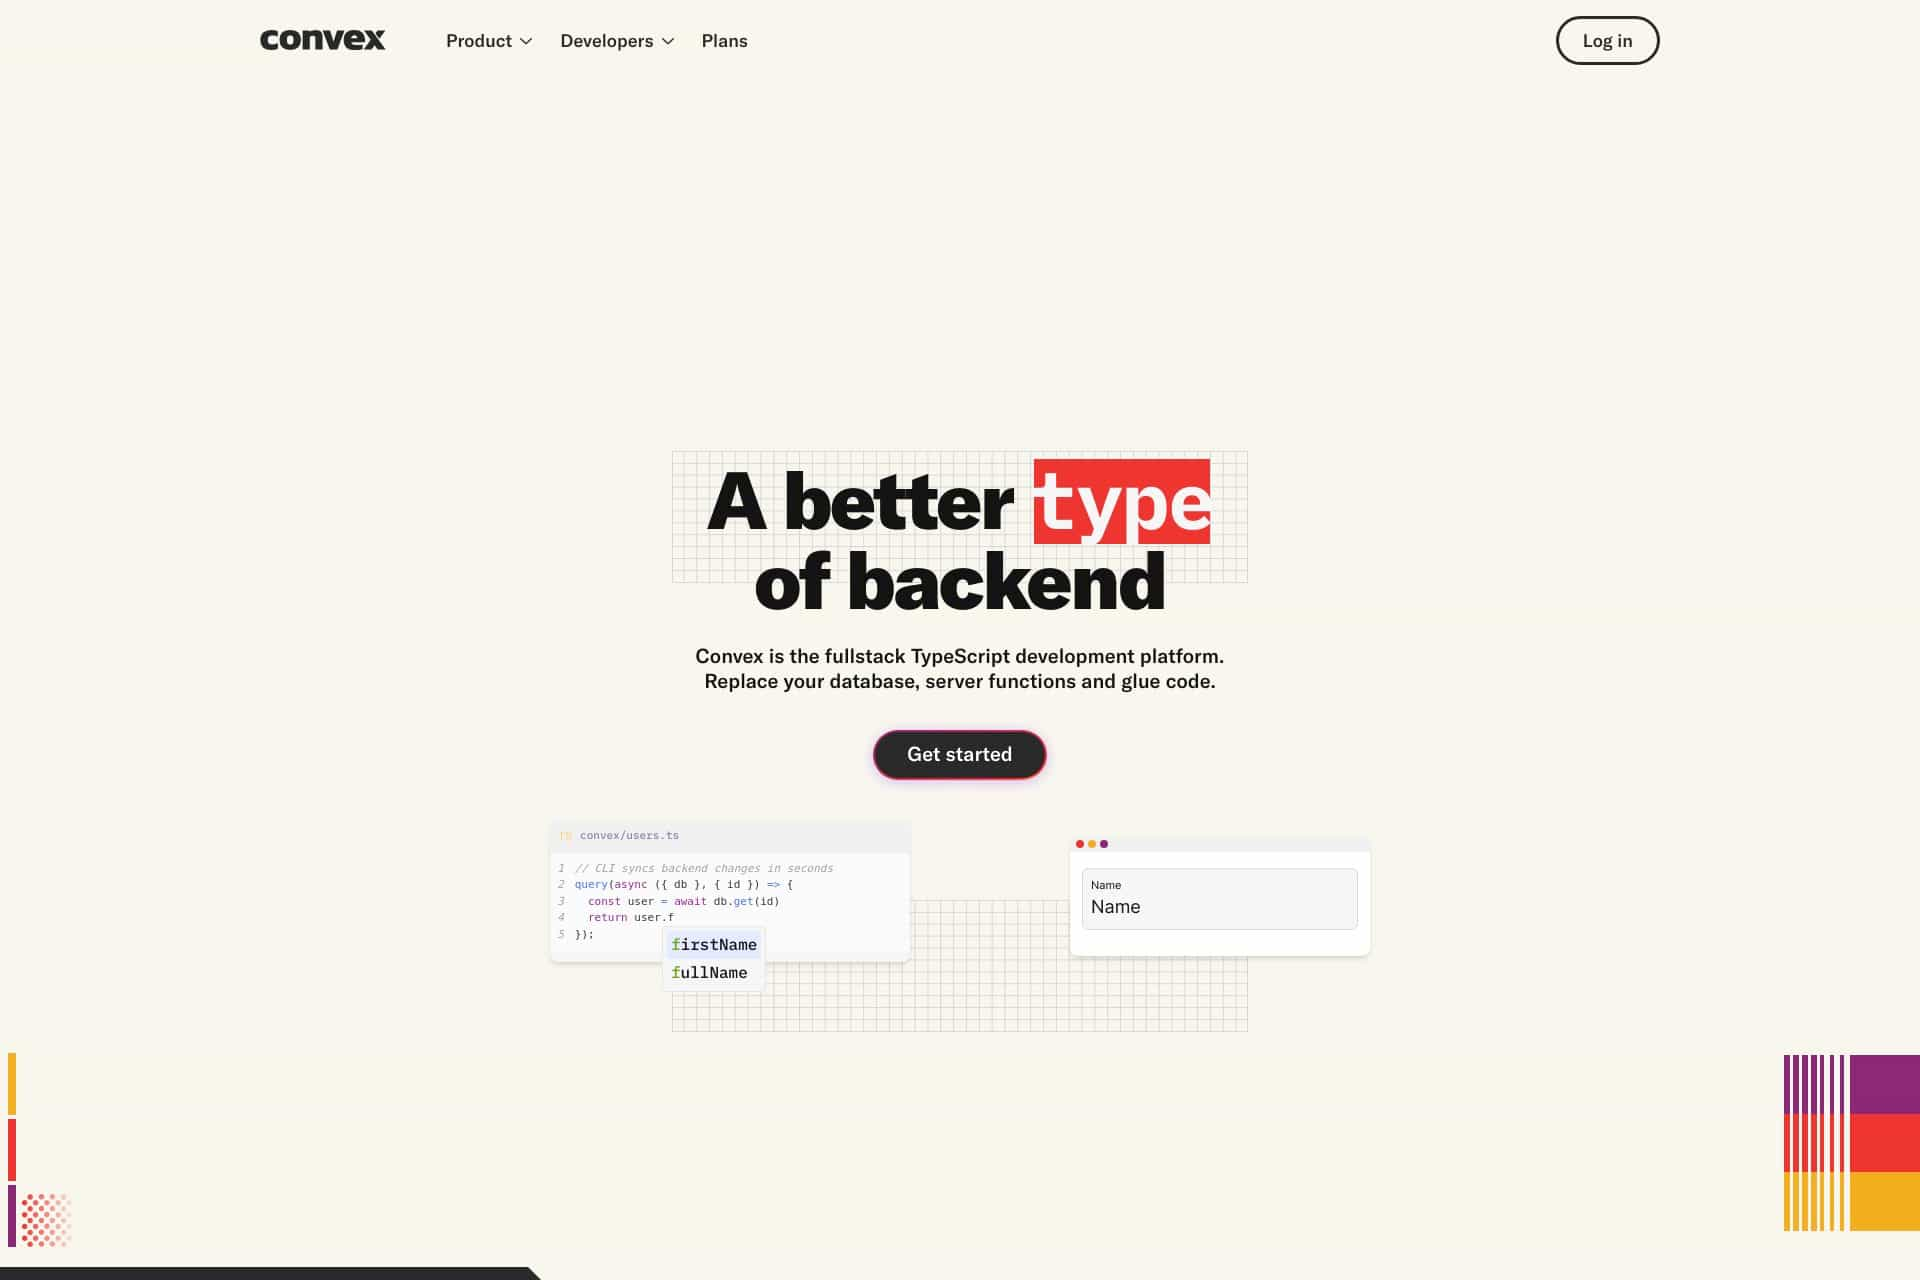 convex
Product
Developers
Plans
Log in
A better type
of backend
Convex is the fullstack TypeScript development platform.
Replace your database, server functions and glue code.
Get started
TS convex/users.ts
1 // CLI syncs backend changes in seconds
2 query(async ({ db }, { id }) => {
3   const user = await db.get(id)
4   return user.f
5 });
firstName
fullName
Name
Name